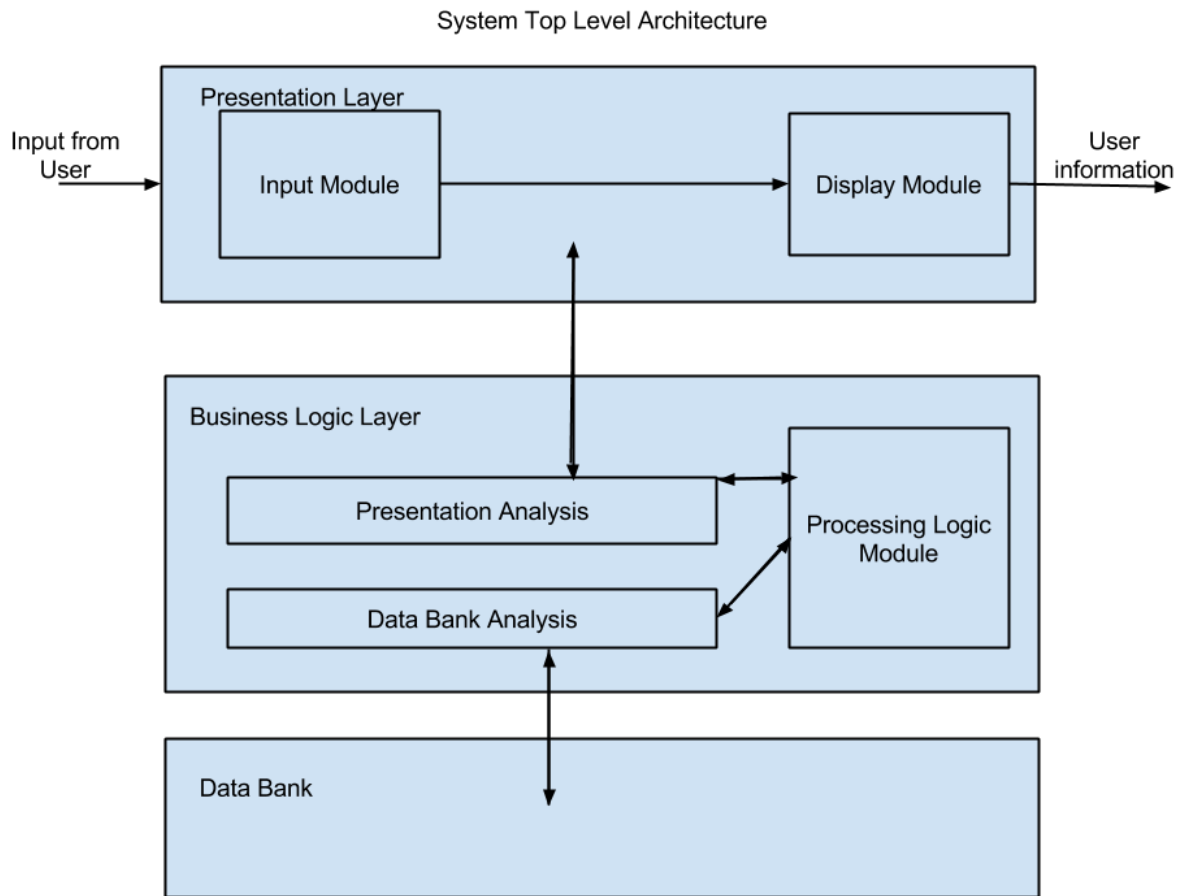 System Top Level Architecture
Presentation Layer
Input from
User
Input Module
Display Module
User
information
Business Logic Layer
Presentation Analysis
Processing Logic
Module
Data Bank Analysis
Data Bank